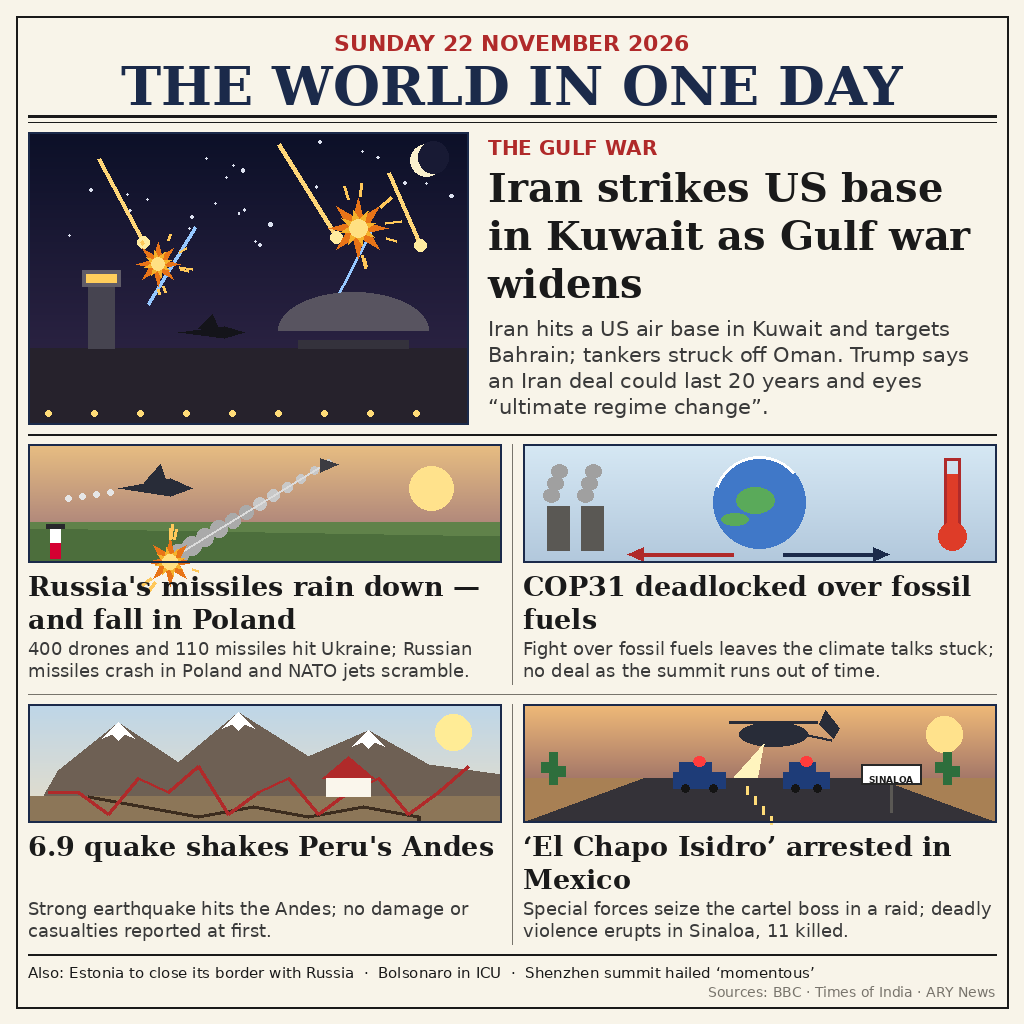 SUNDAY 22 NOVEMBER 2026
THE WORLD IN ONE DAY
THE GULF WAR
Iran strikes US base
in Kuwait as Gulf war
widens
Iran hits a US air base in Kuwait and targets
Bahrain; tankers struck off Oman. Trump says
an Iran deal could last 20 years and eyes
“ultimate regime change”.
Russia's missiles rain down —
and fall in Poland
400 drones and 110 missiles hit Ukraine; Russian
missiles crash in Poland and NATO jets scramble.
COP31 deadlocked over fossil
fuels
Fight over fossil fuels leaves the climate talks stuck;
no deal as the summit runs out of time.
6.9 quake shakes Peru's Andes
Strong earthquake hits the Andes; no damage or
casualties reported at first.
SINALOA
‘El Chapo Isidro’ arrested in
Mexico
Special forces seize the cartel boss in a raid; deadly
violence erupts in Sinaloa, 11 killed.
Also: Estonia to close its border with Russia · Bolsonaro in ICU · Shenzhen summit hailed ‘momentous’
Sources: BBC · Times of India · ARY News